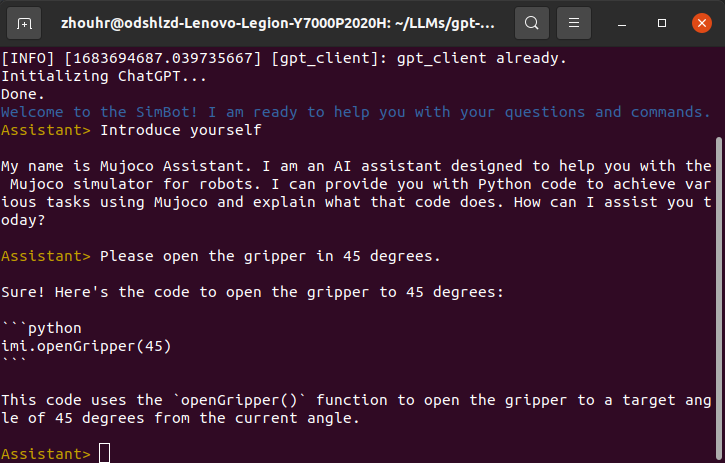 zhouhr@odshlzd-Lenovo-Legion-Y7000P2020H: ~/LLMs/gpt-...
[INFO] [1683694687.039735667] [gpt_client]: gpt_client already.
Initializing ChatGPT...
Done.
Welcome to the SimBot! I am ready to help you with your questions and commands.
Assistant> Introduce yourself
My name is Mujoco Assistant. I am an AI assistant designed to help you with the
 Mujoco simulator for robots. I can provide you with Python code to achieve var
ious tasks using Mujoco and explain what that code does. How can I assist you t
oday?
Assistant> Please open the gripper in 45 degrees.
Sure! Here's the code to open the gripper to 45 degrees:
```python
imi.openGripper(45)
```
This code uses the `openGripper()` function to open the gripper to a target ang
le of 45 degrees from the current angle.
Assistant>